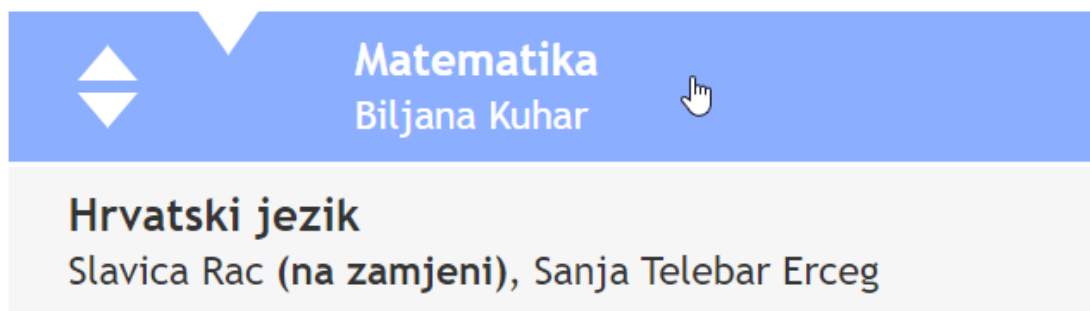 Matematika
Biljana Kuhar
Hrvatski jezik
Slavica Rac (na zamjeni), Sanja Telebar Erceg